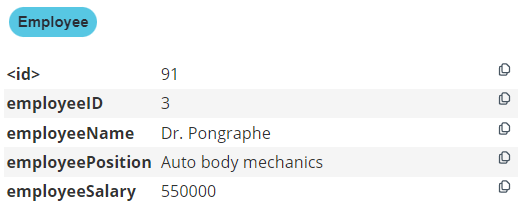 Employee
<id> 91
employeeID 3
employeeName Dr. Pongraphe
employeePosition Auto body mechanics
employeeSalary 550000